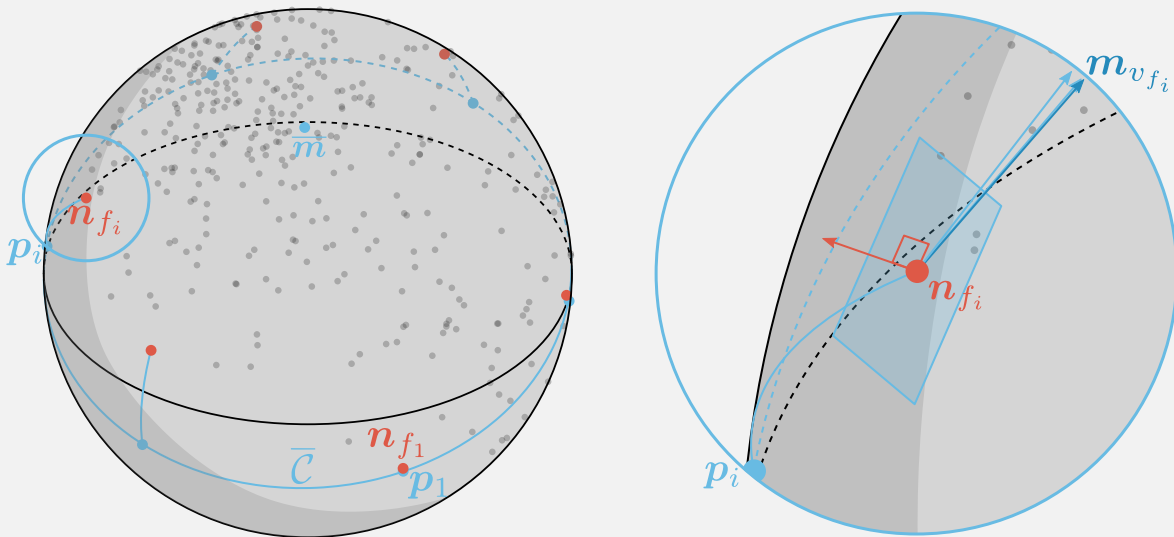 m̅
n_{f_i}
p_i
n_{f_1}
C̅
p_1
m_{v_{f_i}}
n_{f_i}
p_i